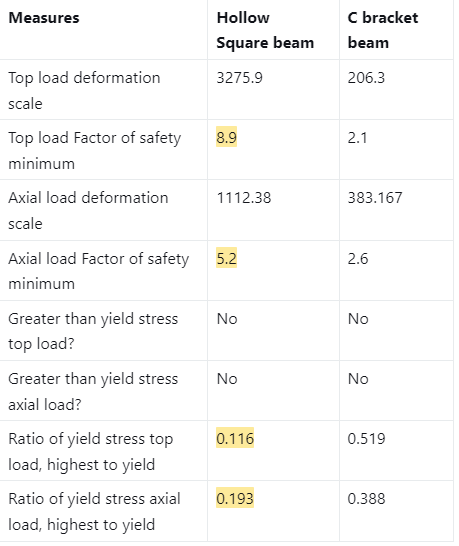 Measures Hollow Square beam C bracket beam
Top load deformation scale 3275.9 206.3
Top load Factor of safety minimum 8.9 2.1
Axial load deformation scale 1112.38 383.167
Axial load Factor of safety minimum 5.2 2.6
Greater than yield stress top load? No No
Greater than yield stress axial load? No No
Ratio of yield stress top load, highest to yield 0.116 0.519
Ratio of yield stress axial load, highest to yield 0.193 0.388